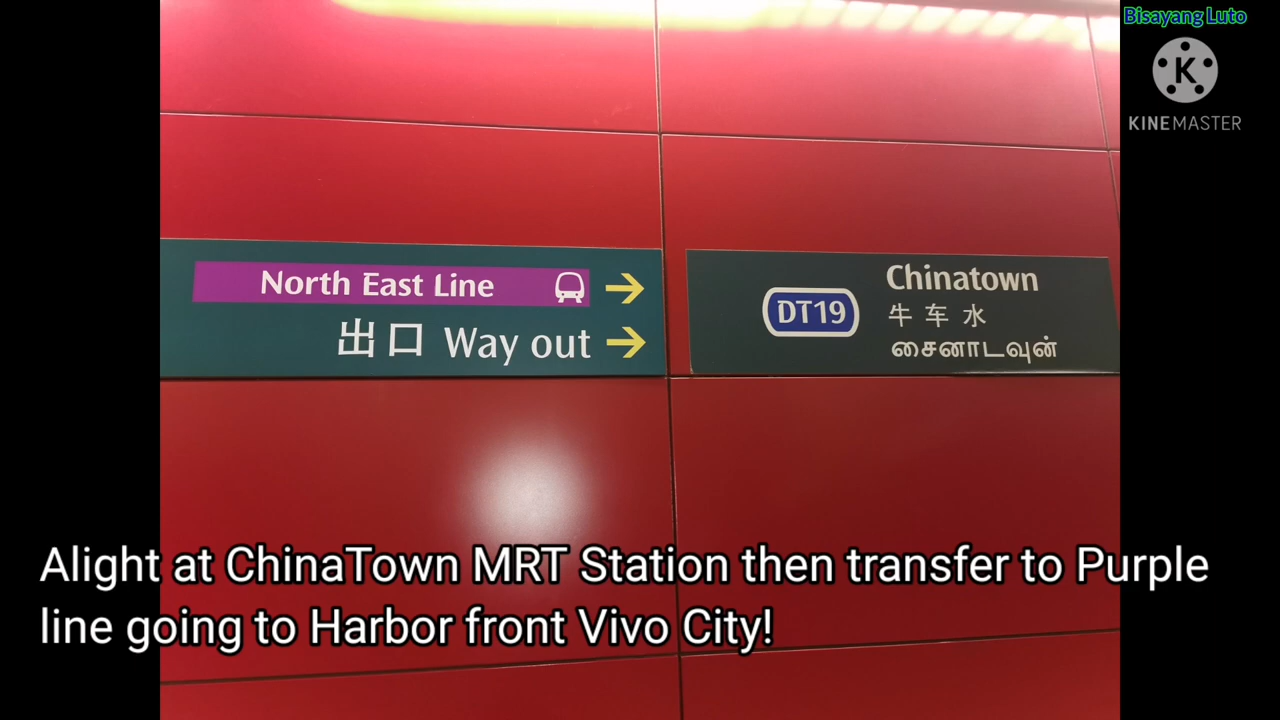 Bisayang Luto
K
KINEMASTER
North East Line
出口 Way out
DT19
Chinatown
牛车水
சைனாடவுன்
Alight at ChinaTown MRT Station then transfer to Purple
line going to Harbor front Vivo City!